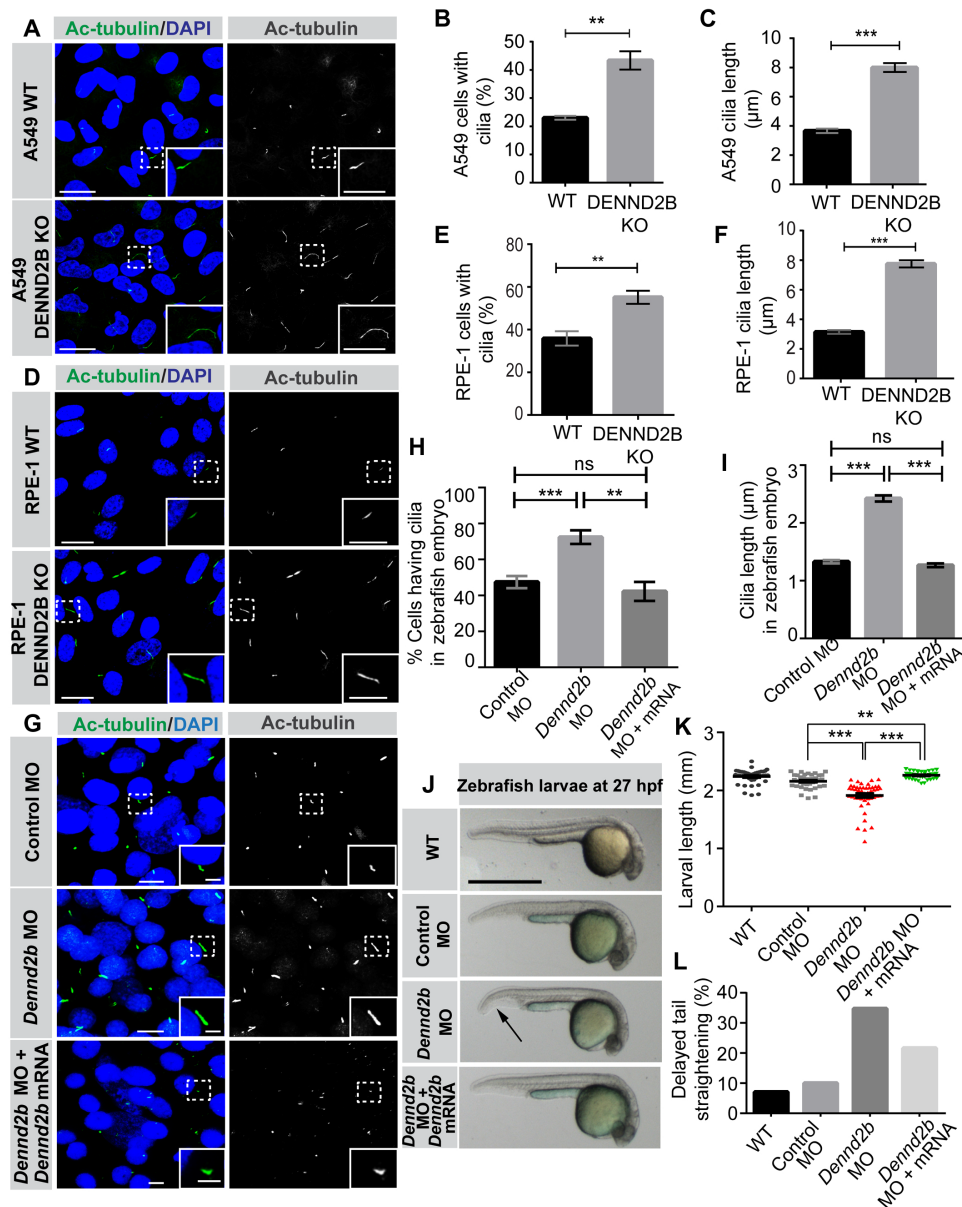 A
Ac-tubulin/DAPI
Ac-tubulin
A549 WT
A549
DENND2B KO
B
A549 cells with
cilia (%)
50
40
30
20
10
0
**
WT
DENND2B
KO
C
A549 cilia length
(µm)
8
6
4
2
0
***
WT
DENND2B
KO
D
Ac-tubulin/DAPI
Ac-tubulin
RPE-1 WT
RPE-1
DENND2B KO
E
RPE-1 cells with
cilia (%)
80
60
40
20
0
**
WT
DENND2B
KO
F
RPE-1 cilia length
(µm)
10
8
6
4
2
0
***
WT
DENND2B
KO
G
Ac-tubulin/DAPI
Ac-tubulin
Control MO
Dennd2b MO
Dennd2b MO +
Dennd2b mRNA
H
% Cells having cilia
in zebrafish embryo
100
80
60
40
20
0
ns
***
**
Control
MO
Dennd2b
MO
Dennd2b
MO + mRNA
I
Cilia length (µm)
in zebrafish embryo
3
2
1
0
ns
***
***
Control MO
Dennd2b
MO
Dennd2b
MO + mRNA
J
Zebrafish larvae at 27 hpf
WT
Control
MO
Dennd2b
MO
Dennd2b
MO +
Dennd2b
mRNA
K
Larval length (mm)
3
2
1
0
**
***
***
WT
Control
MO
Dennd2b
MO
Dennd2b MO
+ mRNA
L
Delayed tail
straightening (%)
40
30
20
10
0
WT
Control
MO
Dennd2b
MO
Dennd2b
MO + mRNA